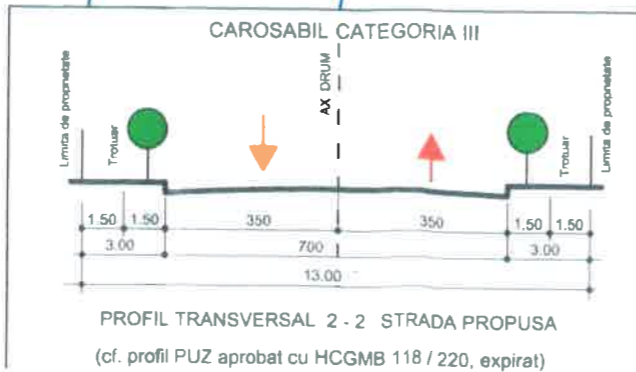 CAROSABIL CATEGORIA III
Limita de proprietate
Trotuar
AX DRUM
Trotuar
Limita de proprietate
1.50 1.50 350 350 1.50 1.50
3.00 700 3.00
13.00
PROFIL TRANSVERSAL 2 - 2 STRADA PROPUSA
(cf. profil PUZ aprobat cu HCGMB 118 / 220, expirat)